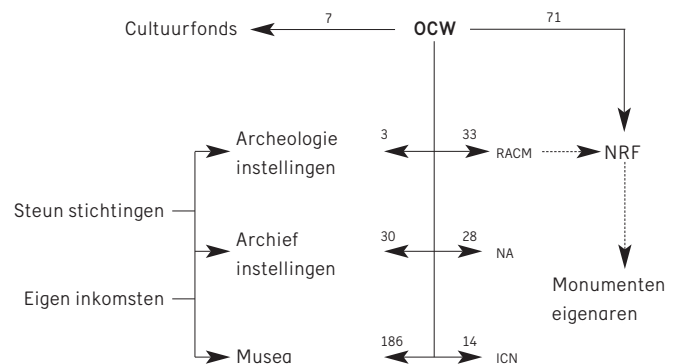 7
71
Cultuurfonds
OCW
Archeologie
instellingen
3
33
RACM
NRF
Steun stichtingen
Archief
instellingen
30
28
NA
Eigen inkomsten
Monumenten
eigenaren
Musea
186
14
ICN